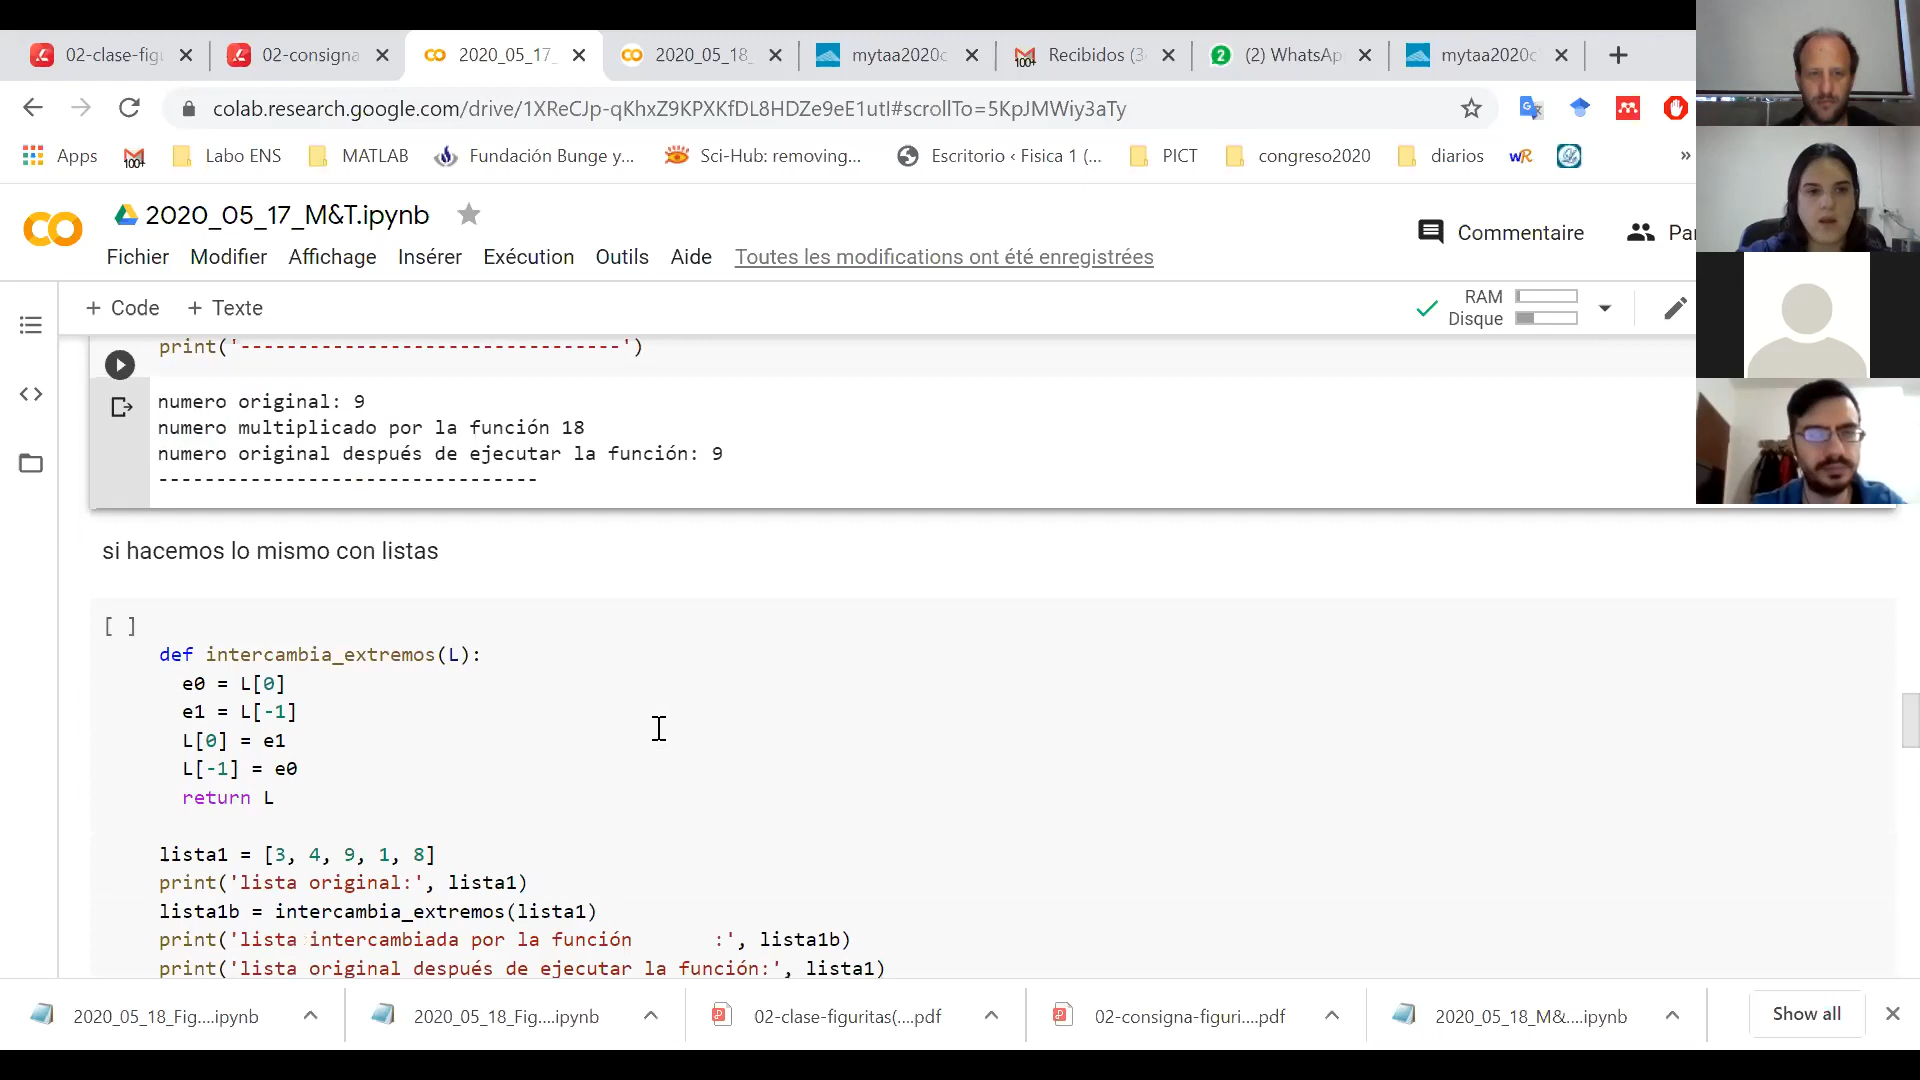 02-clase-fig
02-consigna
2020_05_17_
2020_05_18_
mytaa2020c
100+
Recibidos (3
2
(2) WhatsAp
mytaa2020c
colab.research.google.com/drive/1XReCJp-qKhxZ9KPXKfDL8HDZe9eE1utI#scrollTo=5KpJMWiy3aTy
Apps
100+
Labo ENS
MATLAB
Fundación Bunge y...
Sci-Hub: removing...
Escritorio ‹ Fisica 1 (...
PICT
congreso2020
diarios
wR
»
2020_05_17_M&T.ipynb
Commentaire
Par
Fichier Modifier Affichage Insérer Exécution Outils Aide Toutes les modifications ont été enregistrées
+ Code + Texte
RAM
Disque
print('---------------------------------')
numero original: 9
numero multiplicado por la función 18
numero original después de ejecutar la función: 9
---------------------------------
si hacemos lo mismo con listas
[ ]
def intercambia_extremos(L):
e0 = L[0]
e1 = L[-1]
L[0] = e1
L[-1] = e0
return L
lista1 = [3, 4, 9, 1, 8]
print('lista original:', lista1)
lista1b = intercambia_extremos(lista1)
print('lista intercambiada por la función       :', lista1b)
print('lista original después de ejecutar la función:', lista1)
2020_05_18_Fig....ipynb
2020_05_18_Fig....ipynb
02-clase-figuritas(....pdf
02-consigna-figuri....pdf
2020_05_18_M&....ipynb
Show all